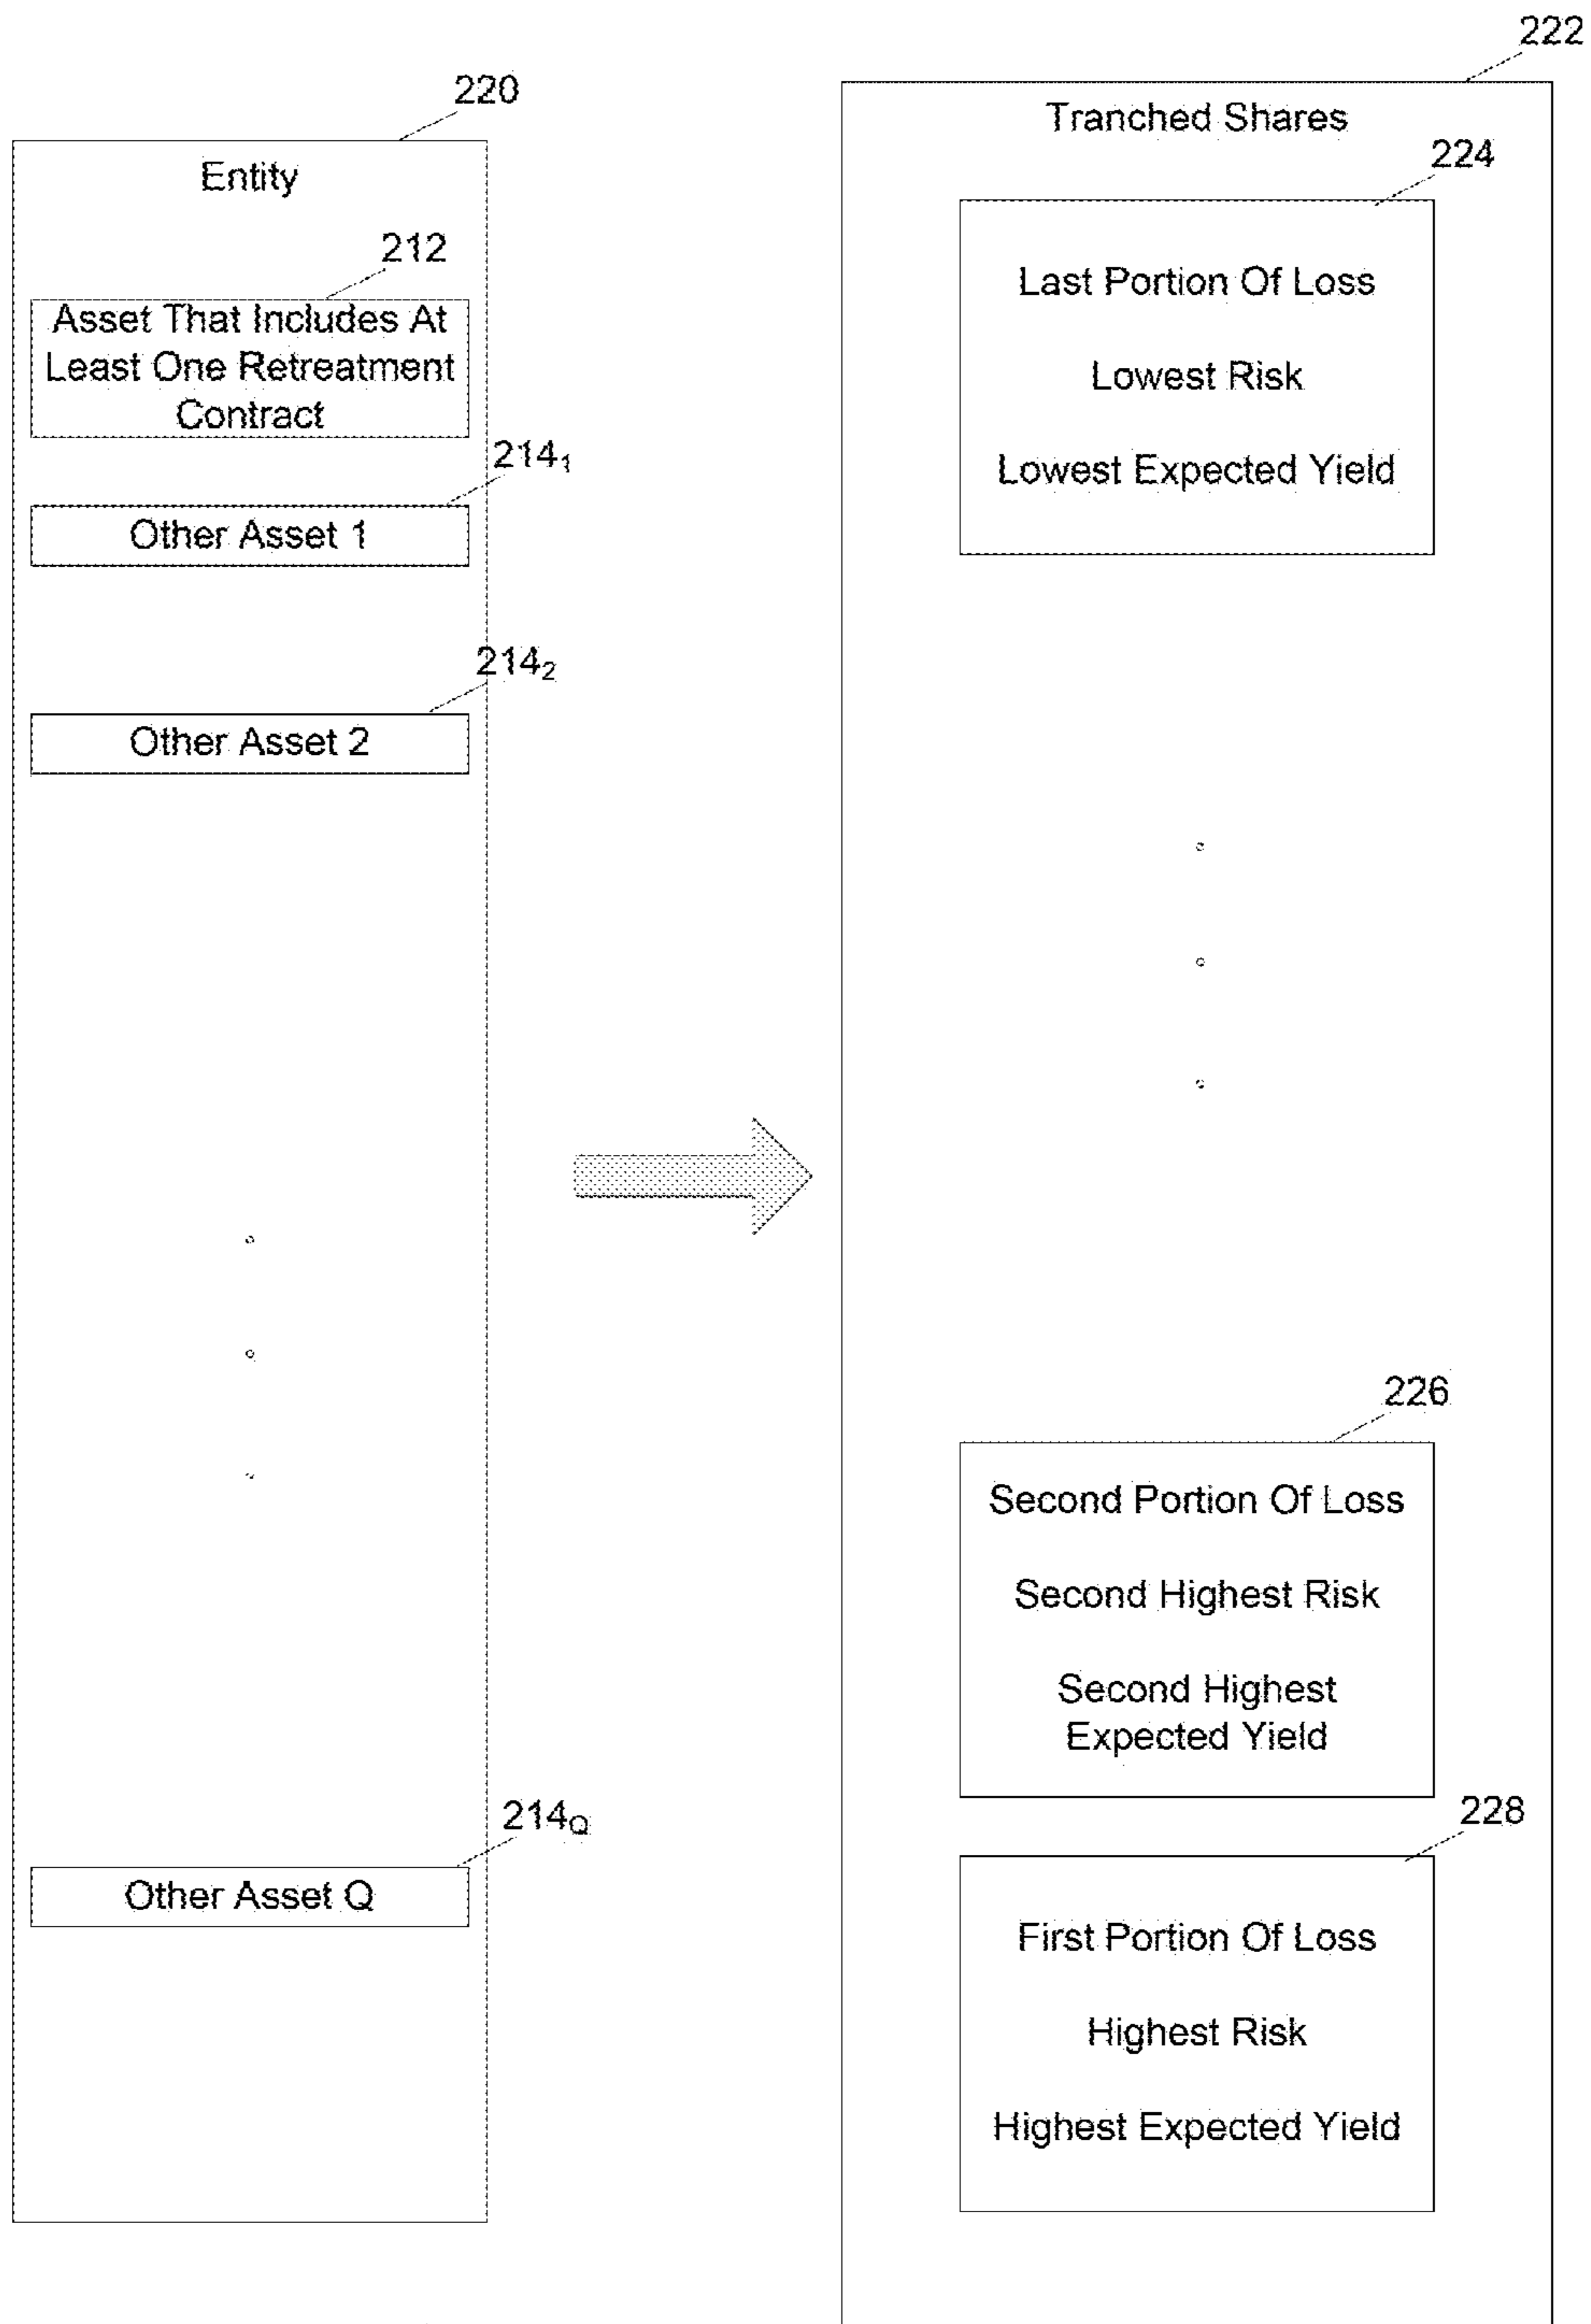 222
Tranched Shares
220
Entity
224
212
Asset That Includes At
Least One Retreatment
Contract
Last Portion Of Loss
Lowest Risk
Lowest Expected Yield
214₁
Other Asset 1
214₂
Other Asset 2
226
Second Portion Of Loss
Second Highest Risk
Second Highest
Expected Yield
214Q
Other Asset Q
228
First Portion Of Loss
Highest Risk
Highest Expected Yield